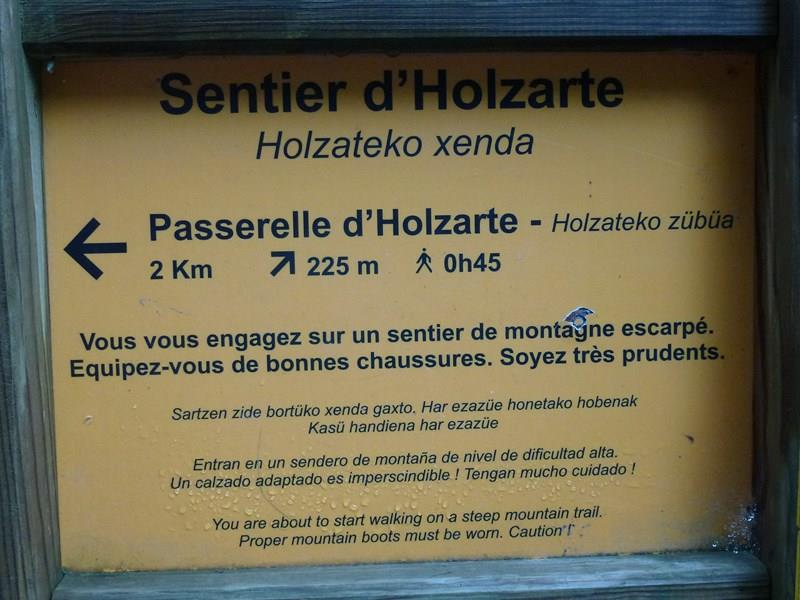 Sentier d'Holzarte
Holzateko xenda
Passerelle d'Holzarte - Holzateko zübüa
2 Km 225 m 0h45
Vous vous engagez sur un sentier de montagne escarpé.
Equipez-vous de bonnes chaussures. Soyez très prudents.
Sartzen zide bortüko xenda gaxto. Har ezazüe honetako hobenak
Kasü handiena har ezazüe
Entran en un sendero de montaña de nivel de dificultad alta.
Un calzado adaptado es imperscindible ! Tengan mucho cuidado !
You are about to start walking on a steep mountain trail.
Proper mountain boots must be worn. Caution !